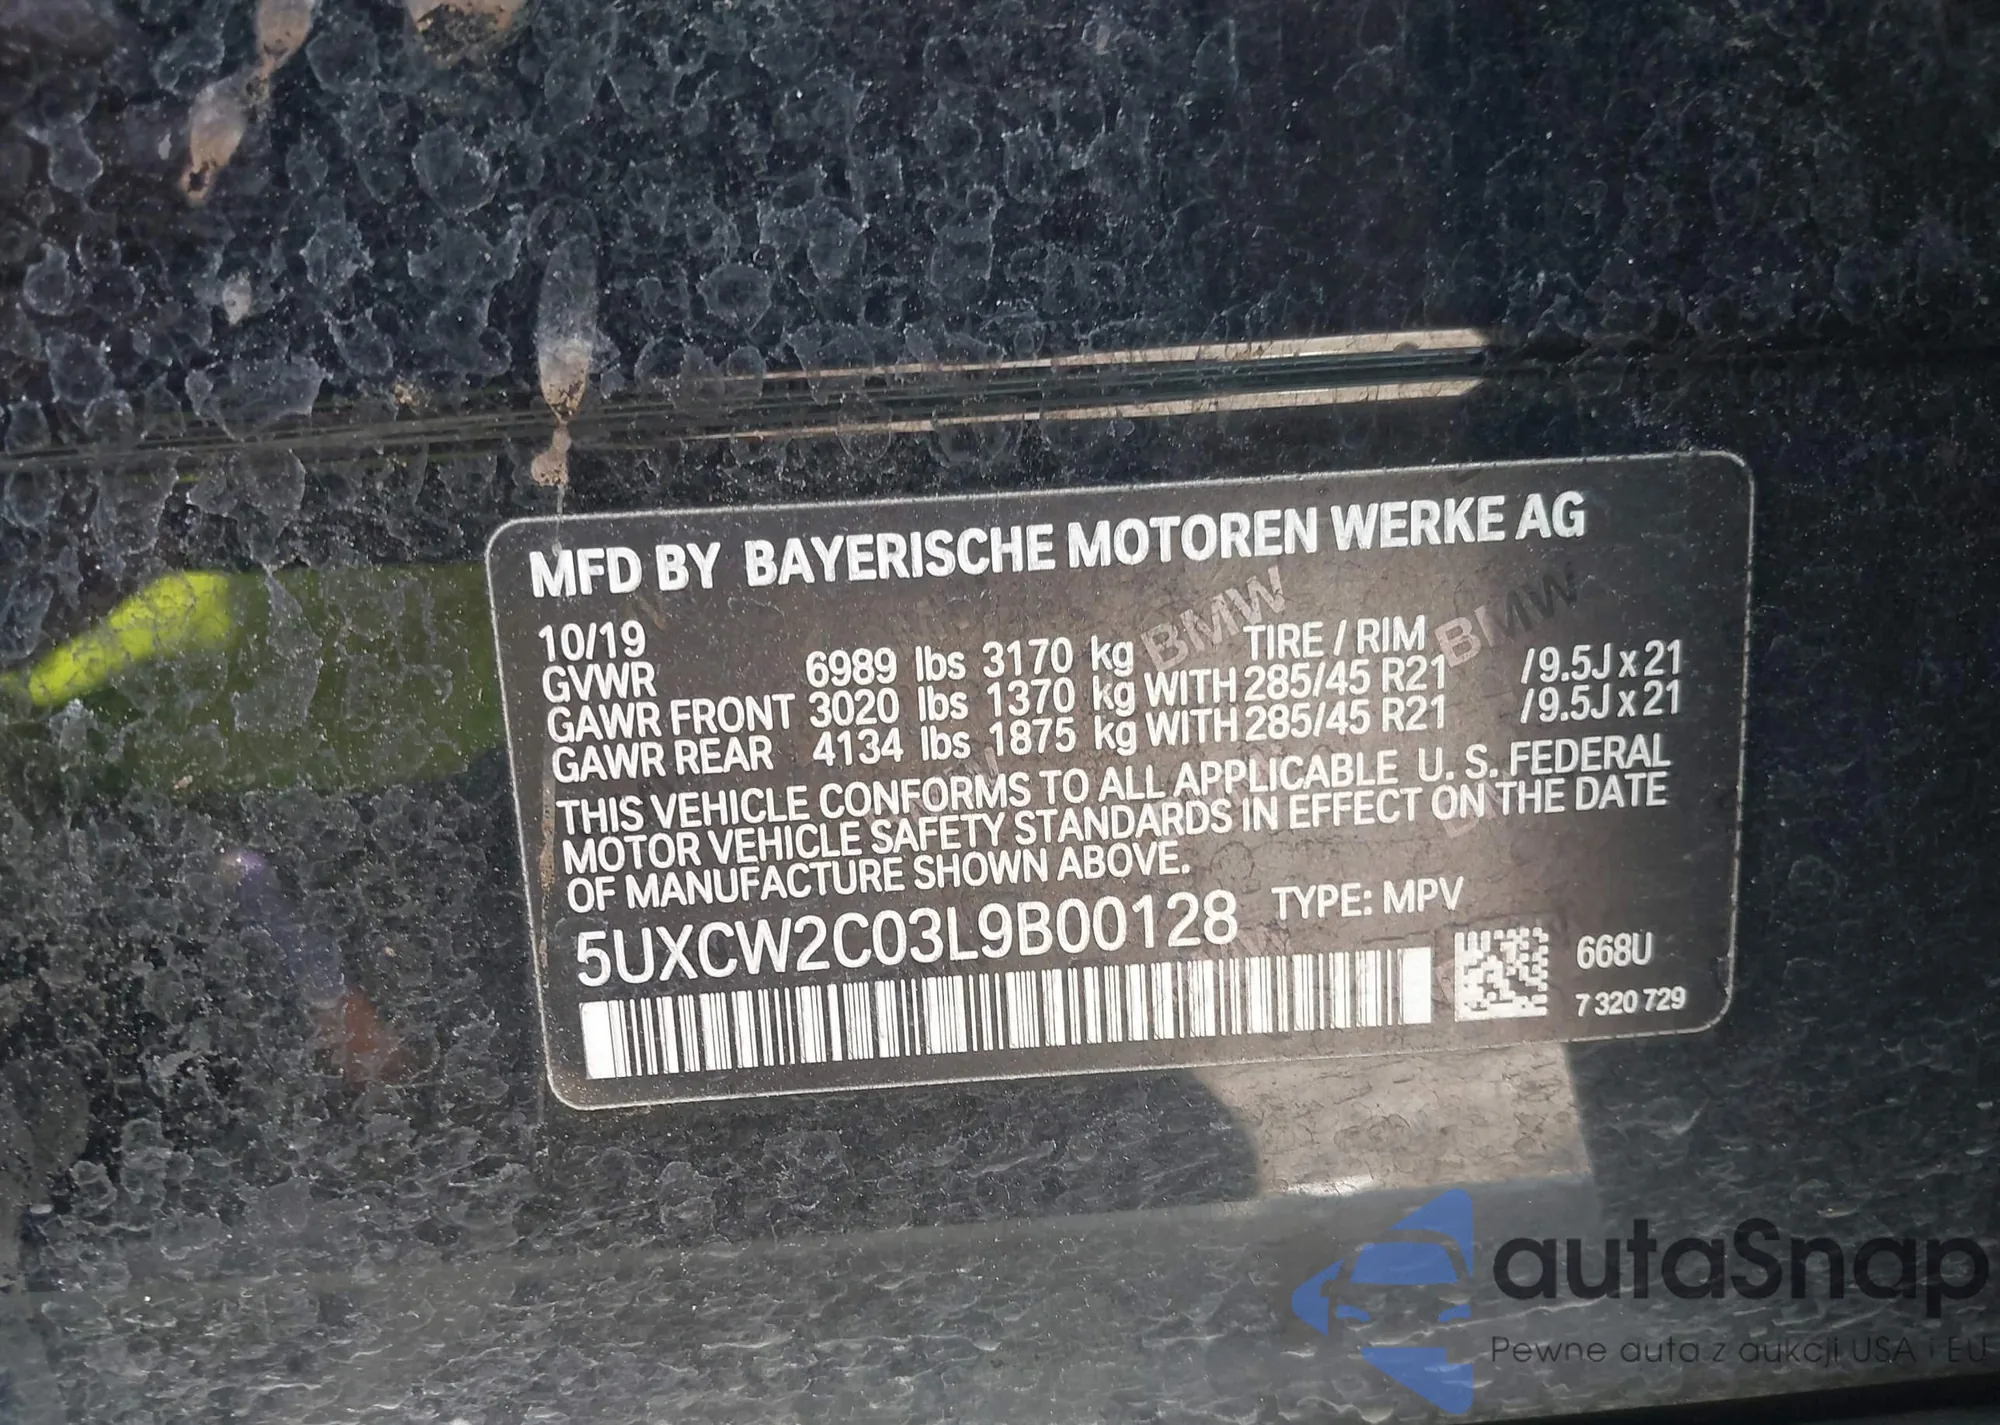 MFD BY BAYERISCHE MOTOREN WERKE AG
10/19 TIRE / RIM
GVWR 6989 lbs 3170 kg
GAWR FRONT 3020 lbs 1370 kg WITH 285/45 R21 /9.5J x 21
GAWR REAR 4134 lbs 1875 kg WITH 285/45 R21 /9.5J x 21
THIS VEHICLE CONFORMS TO ALL APPLICABLE U. S. FEDERAL
MOTOR VEHICLE SAFETY STANDARDS IN EFFECT ON THE DATE
OF MANUFACTURE SHOWN ABOVE.
5UXCW2C03L9B00128 TYPE: MPV
668U
7 320 729
BMW
BMW
autaSnap
Pewne auta z aukcji USA i EU